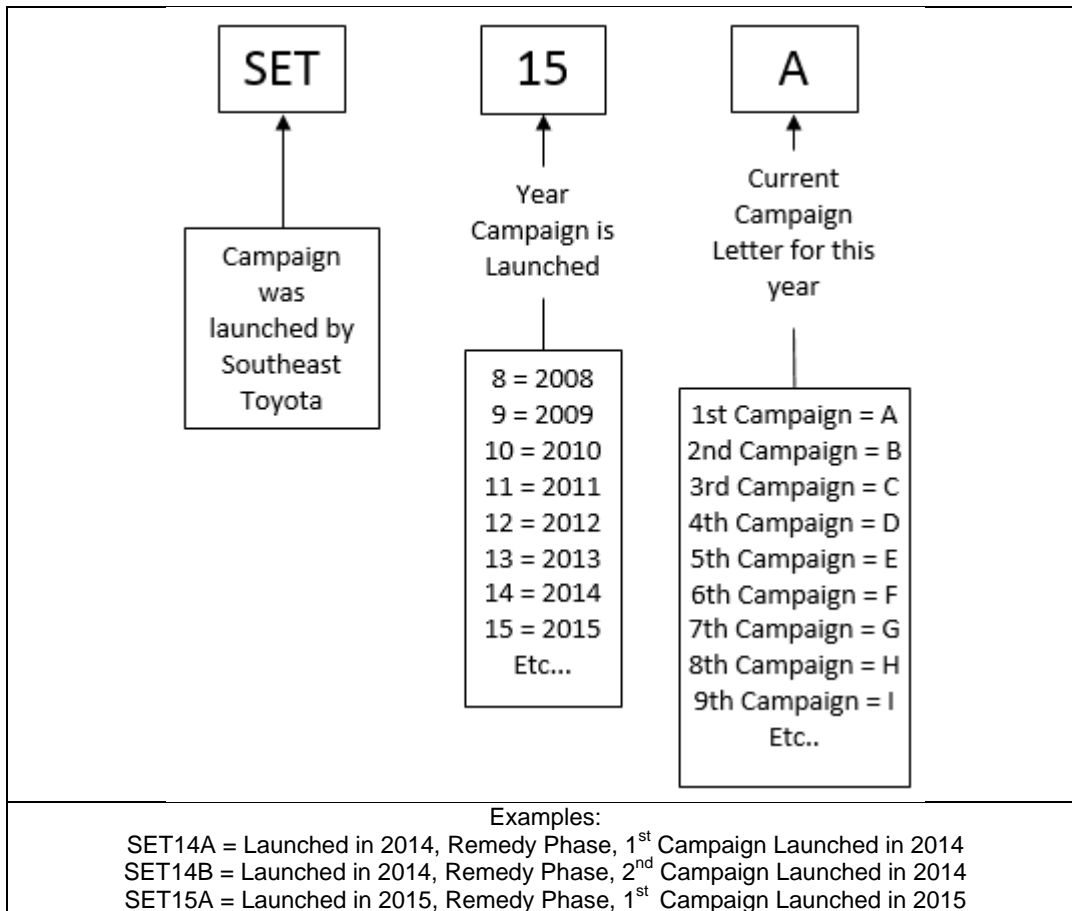 SET
15
A
Campaign
was
launched by
Southeast
Toyota
Year
Campaign is
Launched
8 = 2008
9 = 2009
10 = 2010
11 = 2011
12 = 2012
13 = 2013
14 = 2014
15 = 2015
Etc...
Current
Campaign
Letter for this
year
1st Campaign = A
2nd Campaign = B
3rd Campaign = C
4th Campaign = D
5th Campaign = E
6th Campaign = F
7th Campaign = G
8th Campaign = H
9th Campaign = I
Etc..
Examples:
SET14A = Launched in 2014, Remedy Phase, 1st Campaign Launched in 2014
SET14B = Launched in 2014, Remedy Phase, 2nd Campaign Launched in 2014
SET15A = Launched in 2015, Remedy Phase, 1st Campaign Launched in 2015